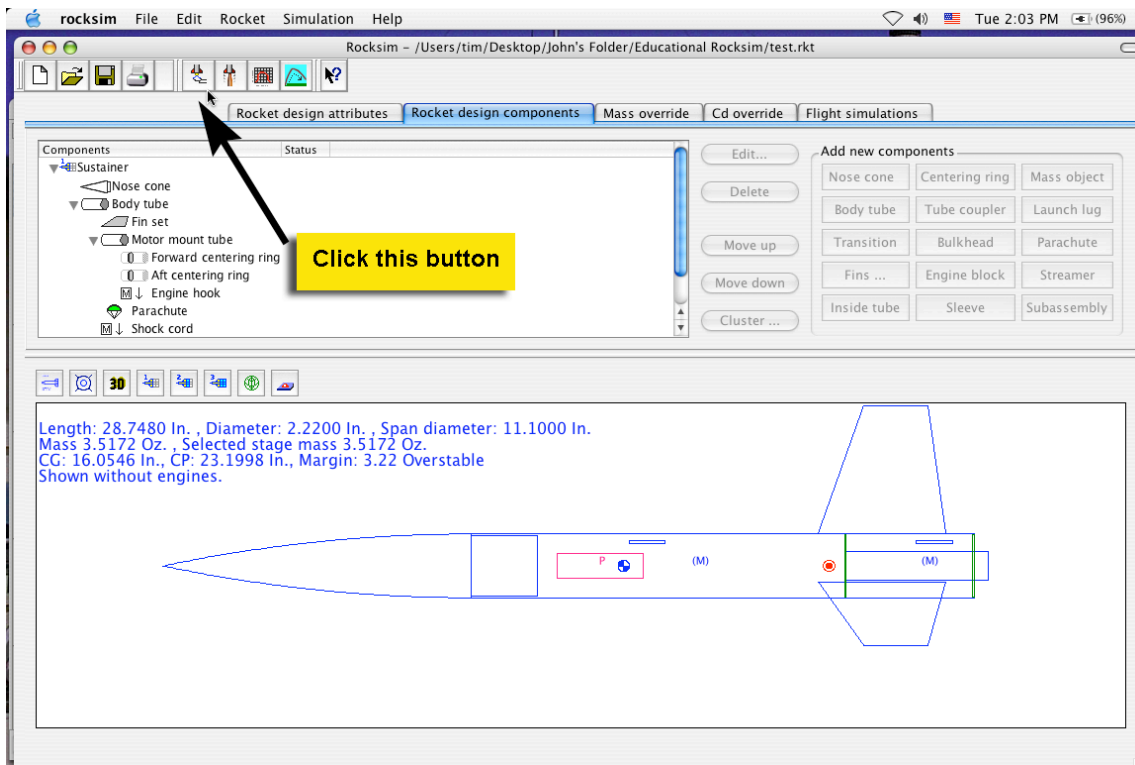 rocksim File Edit Rocket Simulation Help Tue 2:03 PM (96%)
Rocksim – /Users/tim/Desktop/John's Folder/Educational Rocksim/test.rkt
Rocket design attributes Rocket design components Mass override Cd override Flight simulations
Components Status
1 Sustainer
Nose cone
Body tube
Fin set
Motor mount tube
Forward centering ring
Aft centering ring
M Engine hook
Parachute
M Shock cord
Click this button
Edit...
Delete
Move up
Move down
Cluster ...
Add new components
Nose cone Centering ring Mass object
Body tube Tube coupler Launch lug
Transition Bulkhead Parachute
Fins ... Engine block Streamer
Inside tube Sleeve Subassembly
3D 1 2 3
Length: 28.7480 In. , Diameter: 2.2200 In. , Span diameter: 11.1000 In.
Mass 3.5172 Oz. , Selected stage mass 3.5172 Oz.
CG: 16.0546 In., CP: 23.1998 In., Margin: 3.22 Overstable
Shown without engines.
P (M) (M)